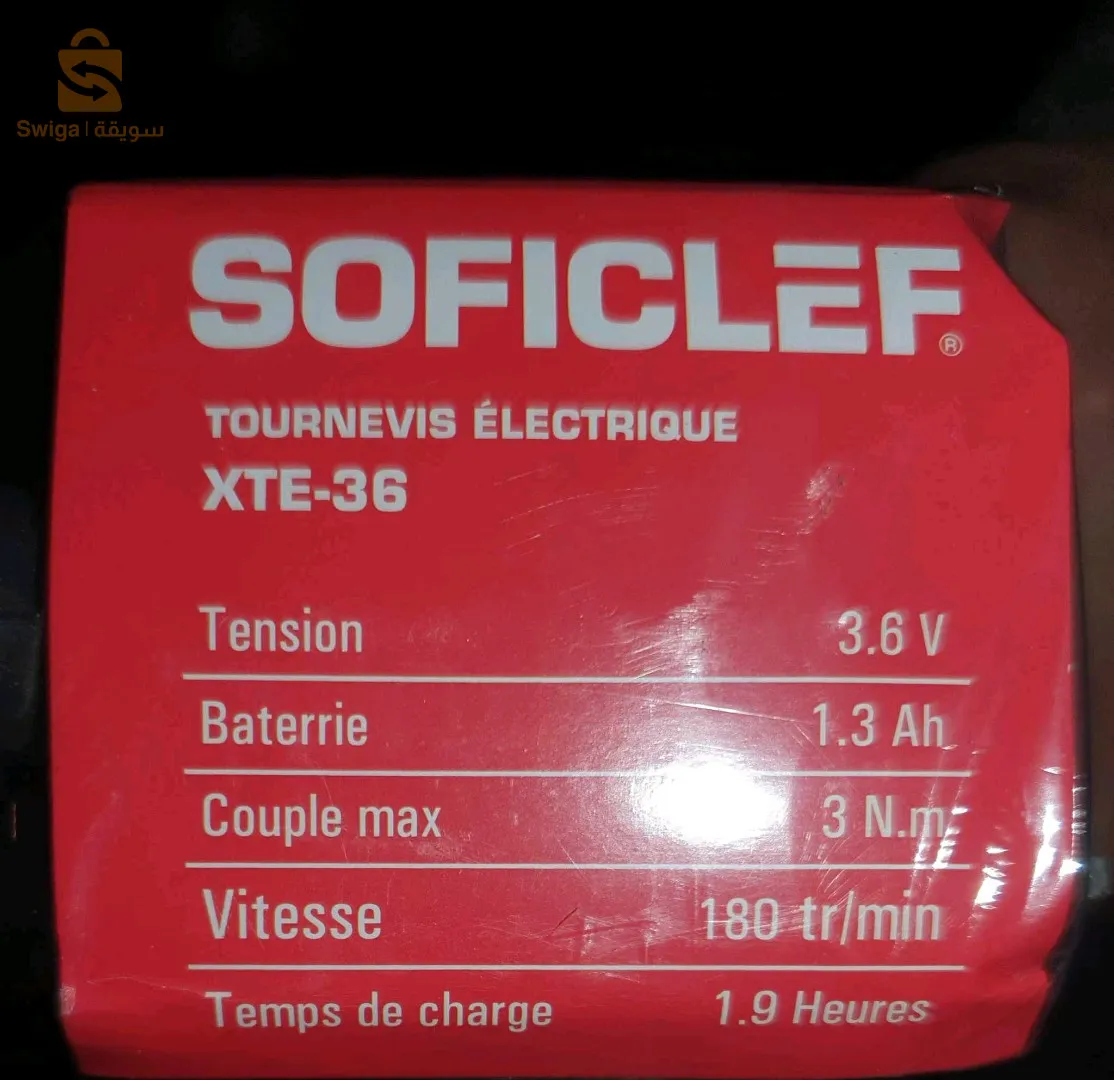 Swiga | سويقة
SOFICLEF®
TOURNEVIS ÉLECTRIQUE
XTE-36
Tension 3.6 V
Baterrie 1.3 Ah
Couple max 3 N.m
Vitesse 180 tr/min
Temps de charge 1.9 Heures